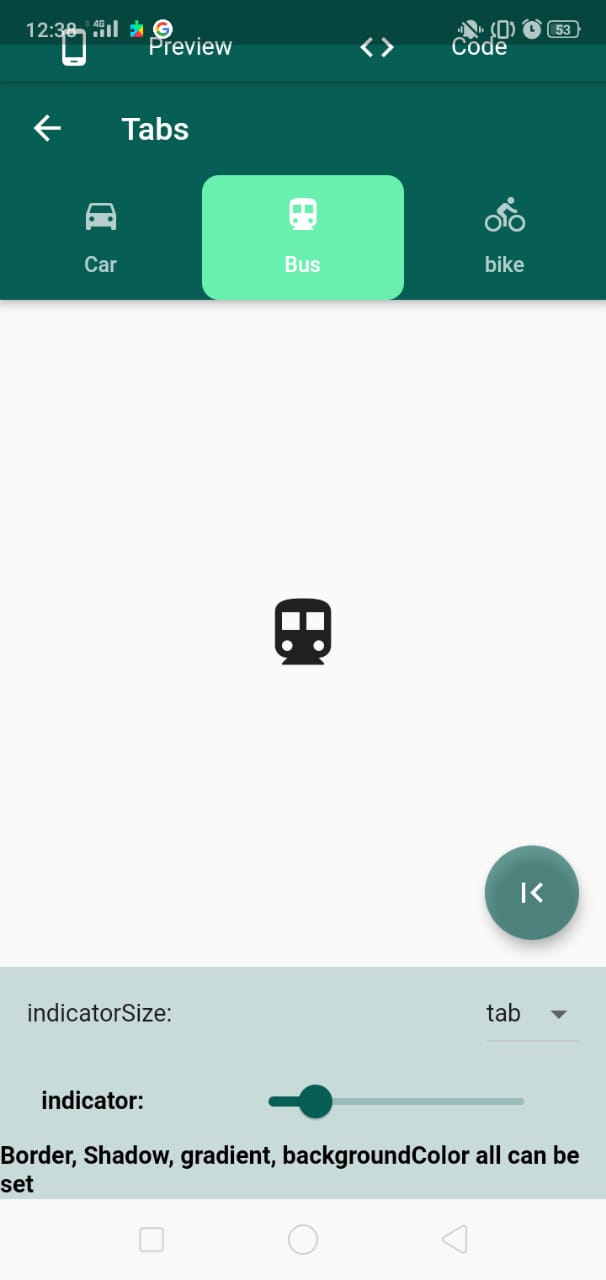 12:38 4G 53
Preview Code
Tabs
Car Bus bike
indicatorSize: tab
indicator:
Border, Shadow, gradient, backgroundColor all can be
set